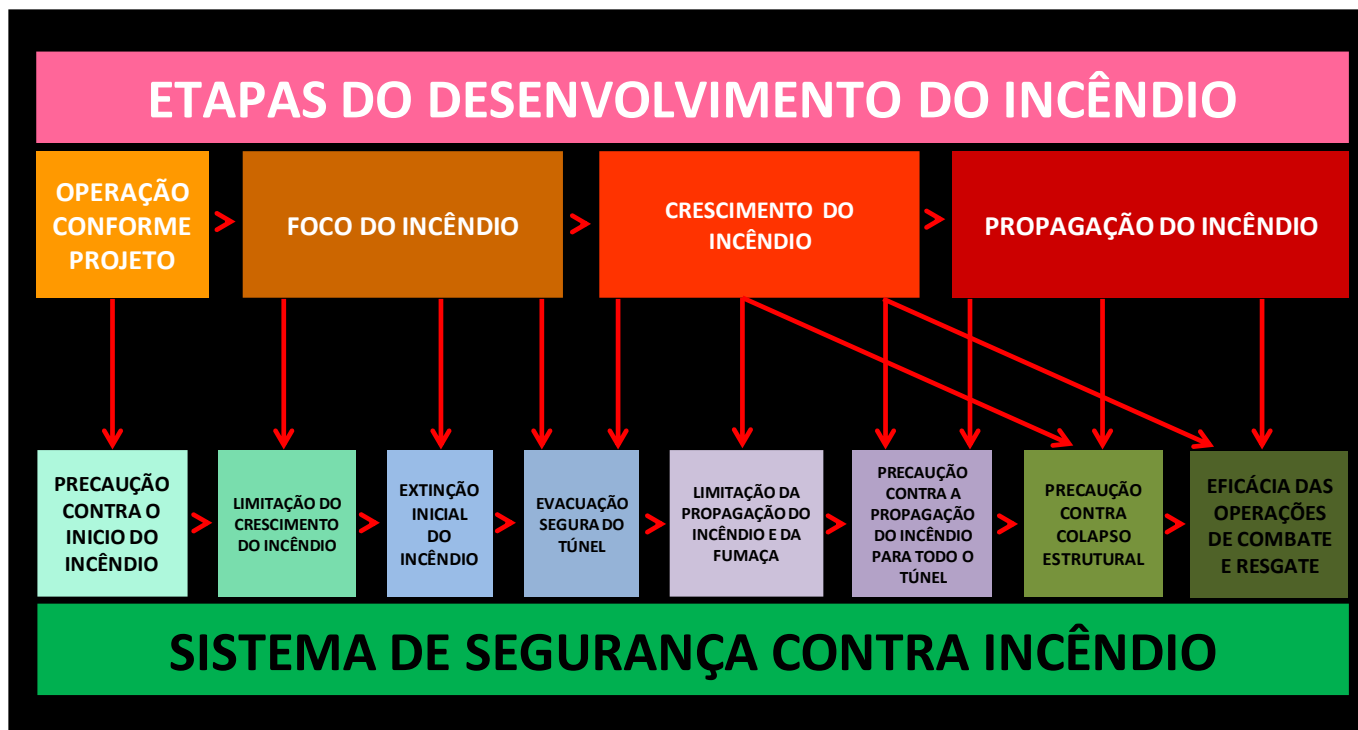 ETAPAS DO DESENVOLVIMENTO DO INCÊNDIO
OPERAÇÃO
CONFORME
PROJETO
>
FOCO DO INCÊNDIO
>
CRESCIMENTO DO
INCÊNDIO
>
PROPAGAÇÃO DO INCÊNDIO
PRECAUÇÃO
CONTRA O
INICIO DO
INCÊNDIO
>
LIMITAÇÃO DO
CRESCIMENTO
DO INCÊNDIO
>
EXTINÇÃO
INICIAL
DO
INCÊNDIO
>
EVACUAÇÃO
SEGURA DO
TÚNEL
>
LIMITAÇÃO DA
PROPAGAÇÃO DO
INCÊNDIO E DA
FUMAÇA
>
PRECAUÇÃO
CONTRA A
PROPAGAÇÃO
DO INCÊNDIO
PARA TODO O
TÚNEL
>
PRECAUÇÃO
CONTRA
COLAPSO
ESTRUTURAL
>
EFICÁCIA DAS
OPERAÇÕES
DE COMBATE
E RESGATE
SISTEMA DE SEGURANÇA CONTRA INCÊNDIO